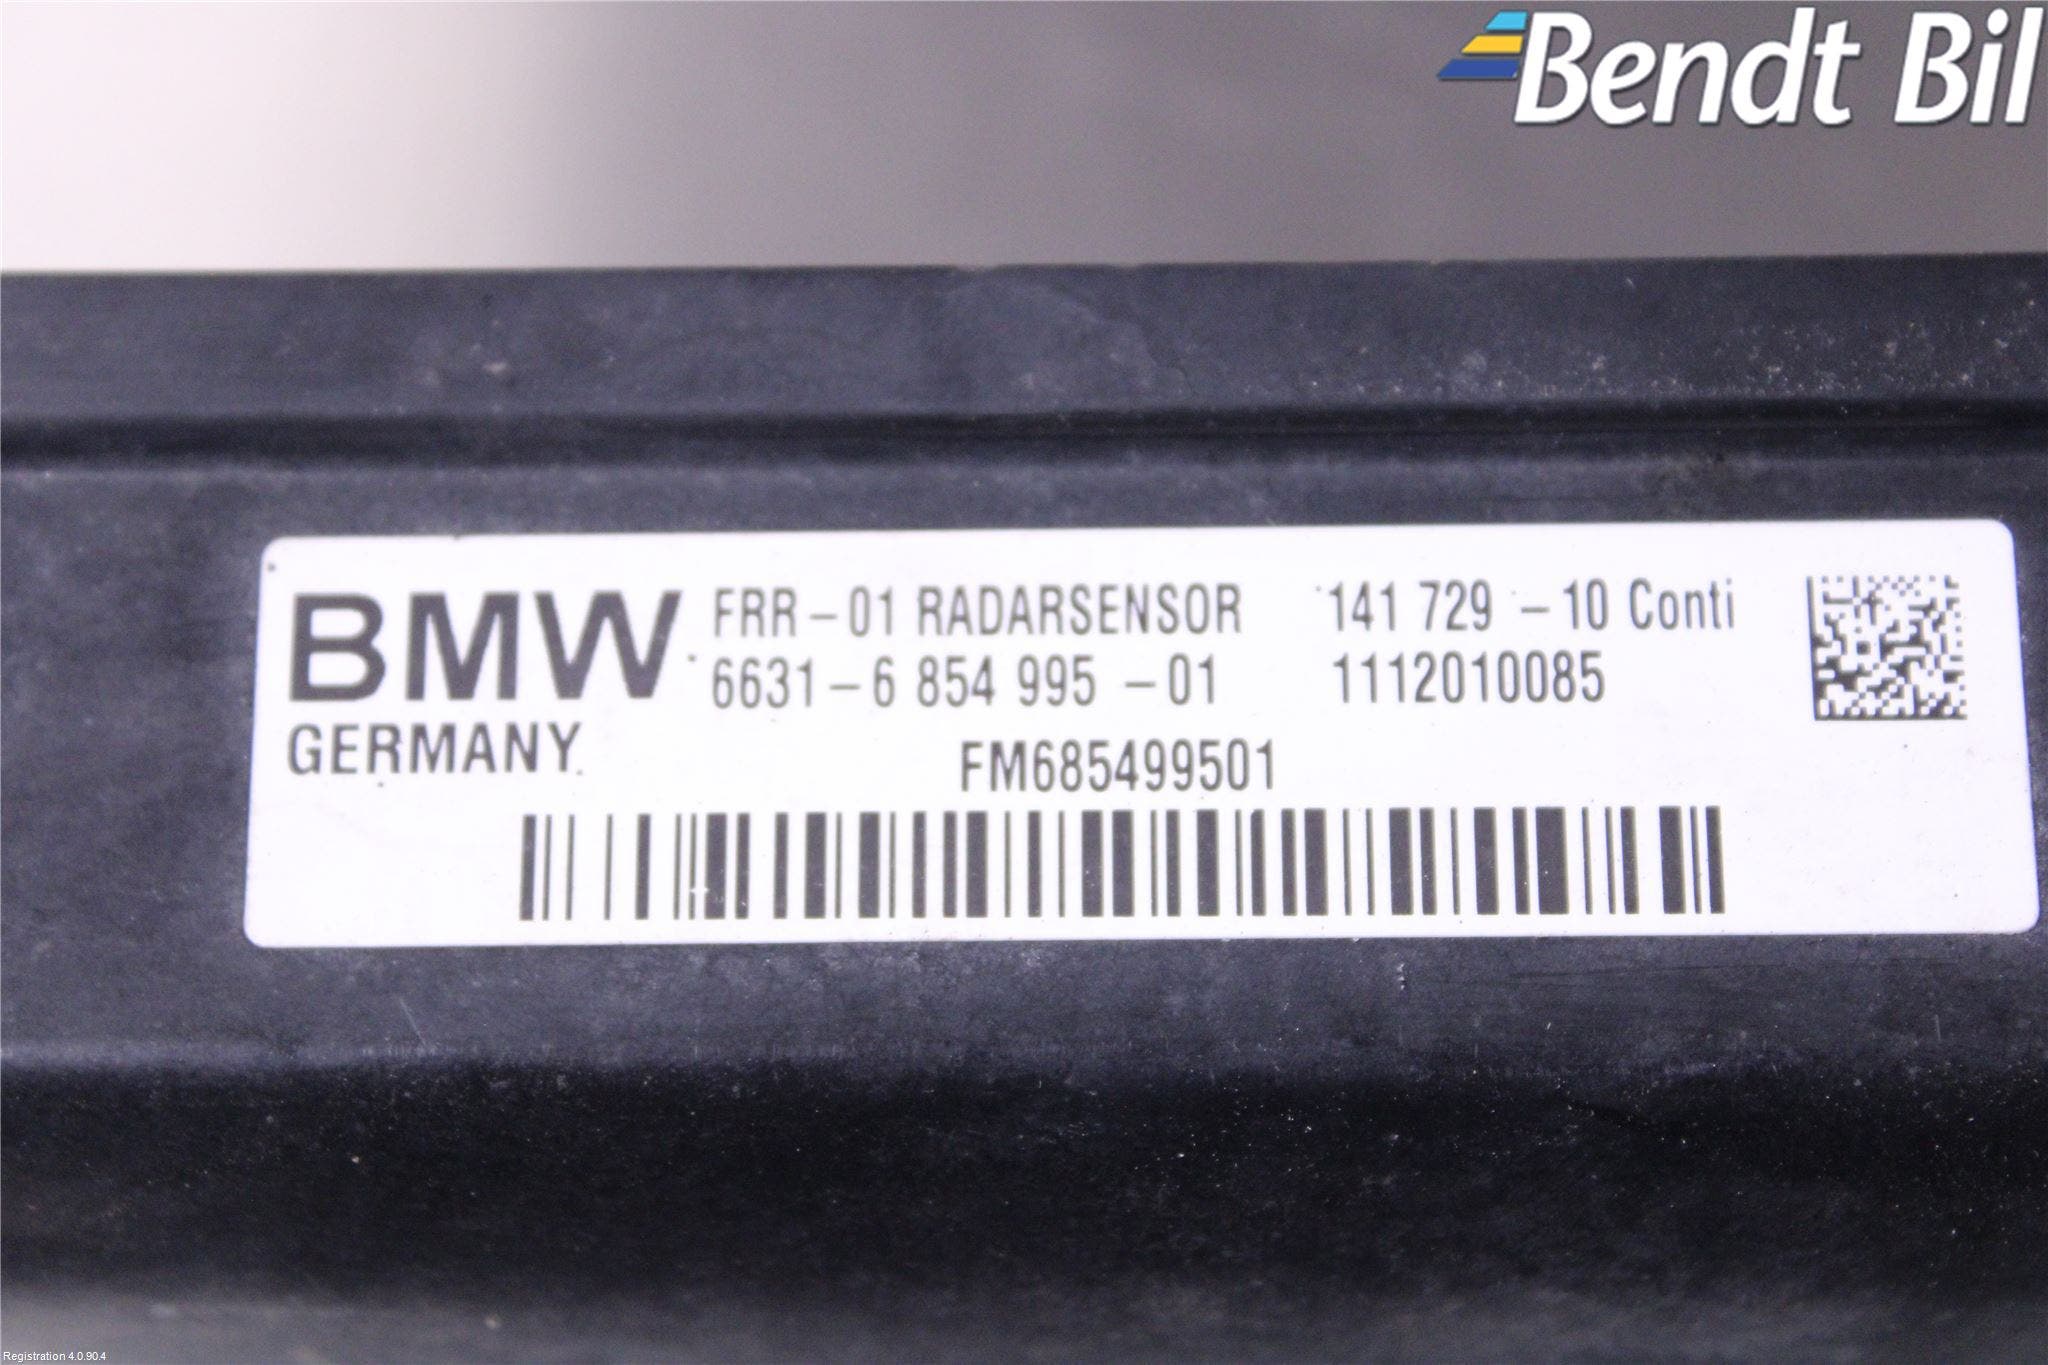 Bendt Bil
BMW
GERMANY
FRR-01 RADARSENSOR 141 729 -10 Conti
6631-6 854 995 -01 1112010085
FM685499501
Registration 4.0.90.4